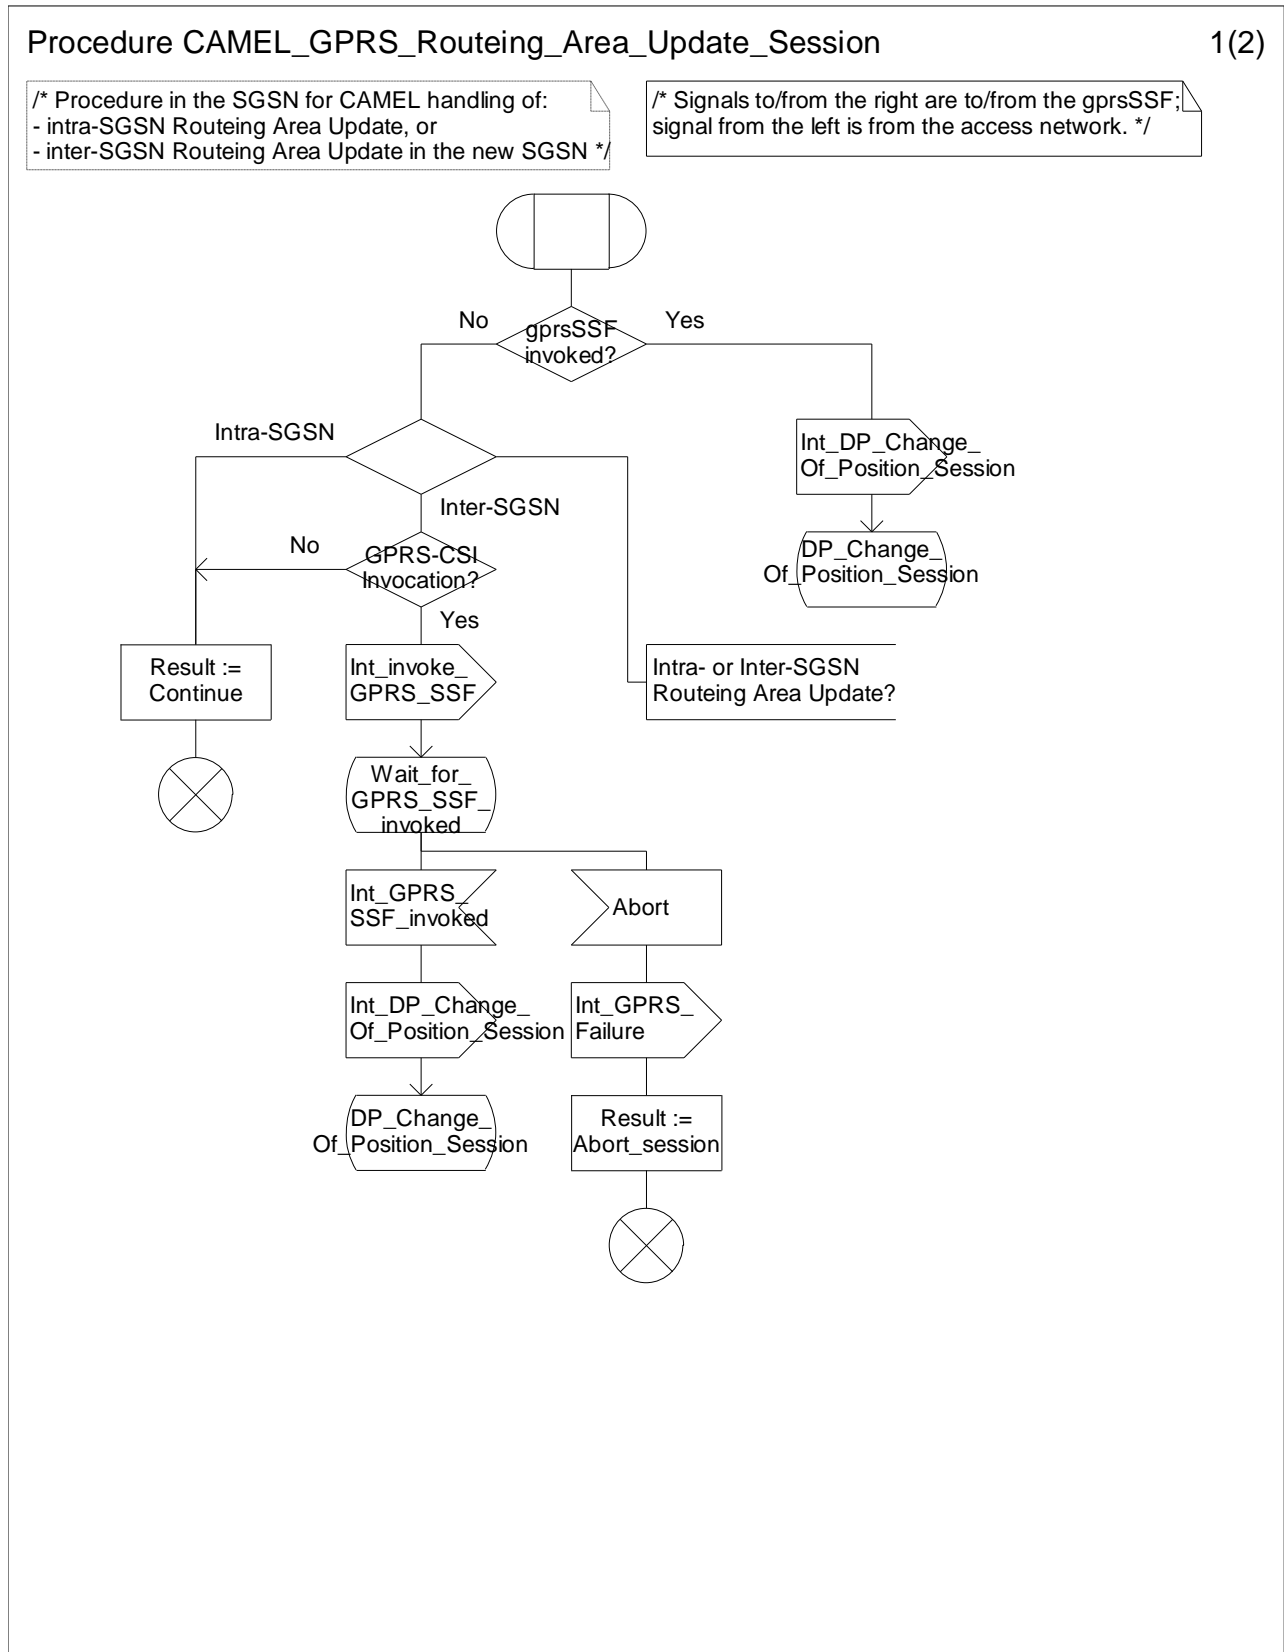 Procedure CAMEL_GPRS_Routeing_Area_Update_Session
1(2)
/* Procedure in the SGSN for CAMEL handling of:
- intra-SGSN Routeing Area Update, or
- inter-SGSN Routeing Area Update in the new SGSN */
/* Signals to/from the right are to/from the gprsSSF;
signal from the left is from the access network. */
No
gprsSSF
invoked?
Yes
Intra-SGSN
Int_DP_Change_
Of_Position_Session
Inter-SGSN
No
GPRS-CSI
Invocation?
DP_Change_
Of_Position_Session
Yes
Result :=
Continue
Int_invoke_
GPRS_SSF
Intra- or Inter-SGSN
Routeing Area Update?
Wait_for_
GPRS_SSF_
invoked
Int_GPRS_
SSF_invoked
Abort
Int_DP_Change_
Of_Position_Session
Int_GPRS_
Failure
DP_Change_
Of_Position_Session
Result :=
Abort_session